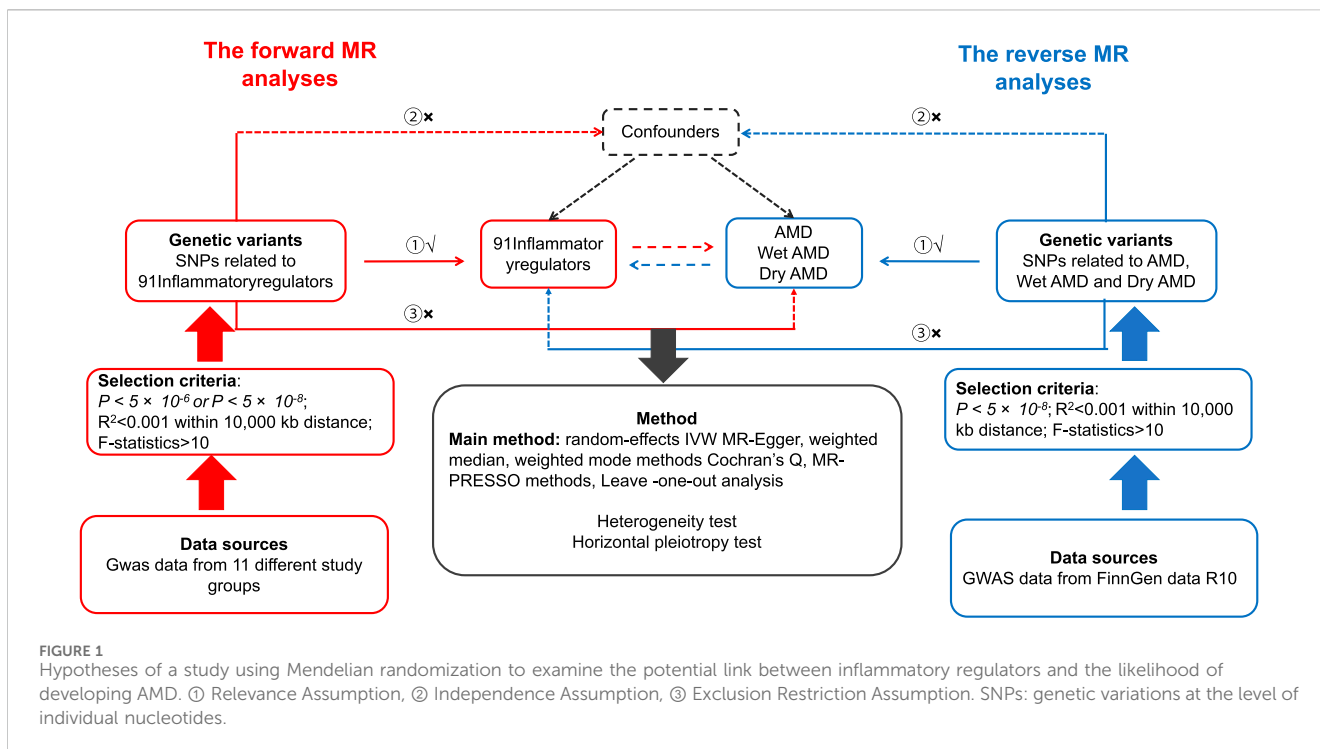 The forward MR
analyses
The reverse MR
analyses
②×
Confounders
②×
Genetic variants
SNPs related to
91Inflammatoryregulators
①√
91Inflammator
yregulators
AMD
Wet AMD
Dry AMD
①√
Genetic variants
SNPs related to AMD,
Wet AMD and Dry AMD
③×
③×
Selection criteria:
P < 5 × 10-6 or P < 5 × 10-8;
R2<0.001 within 10,000 kb distance;
F-statistics>10
Method
Main method: random-effects IVW MR-Egger, weighted
median, weighted mode methods Cochran's Q, MR-
PRESSO methods, Leave -one-out analysis
Heterogeneity test
Horizontal pleiotropy test
Selection criteria:
P < 5 × 10-8; R2<0.001 within 10,000
kb distance; F-statistics>10
Data sources
Gwas data from 11 different study
groups
Data sources
GWAS data from FinnGen data R10
FIGURE 1
Hypotheses of a study using Mendelian randomization to examine the potential link between inflammatory regulators and the likelihood of
developing AMD. ① Relevance Assumption, ② Independence Assumption, ③ Exclusion Restriction Assumption. SNPs: genetic variations at the level of
individual nucleotides.